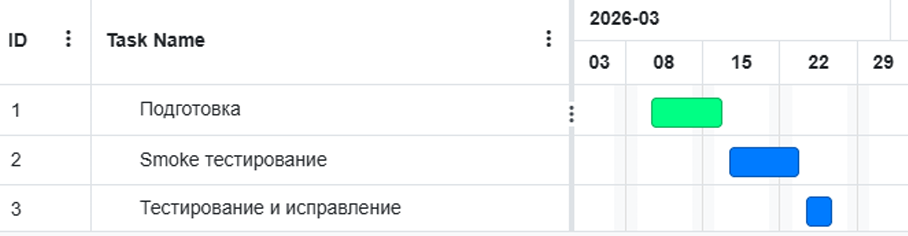 ID Task Name 2026-03
03 08 15 22 29
1 Подготовка
2 Smoke тестирование
3 Тестирование и исправление